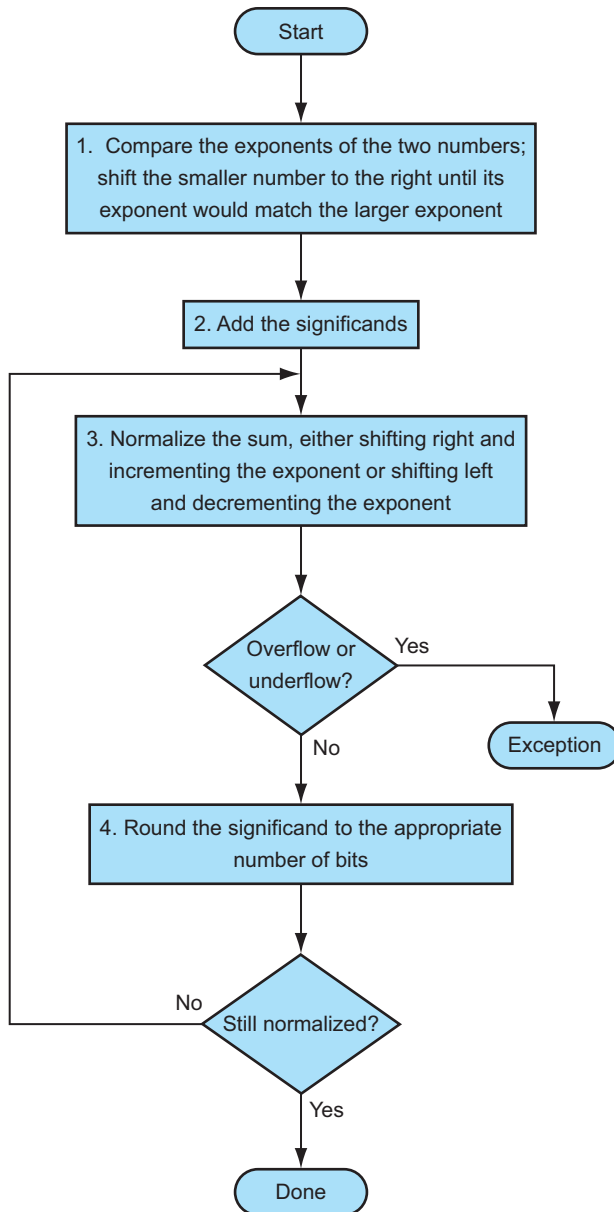 Start
1. Compare the exponents of the two numbers;
shift the smaller number to the right until its
exponent would match the larger exponent
2. Add the significands
3. Normalize the sum, either shifting right and
incrementing the exponent or shifting left
and decrementing the exponent
Overflow or
underflow?
Yes
No
Exception
4. Round the significand to the appropriate
number of bits
No
Still normalized?
Yes
Done